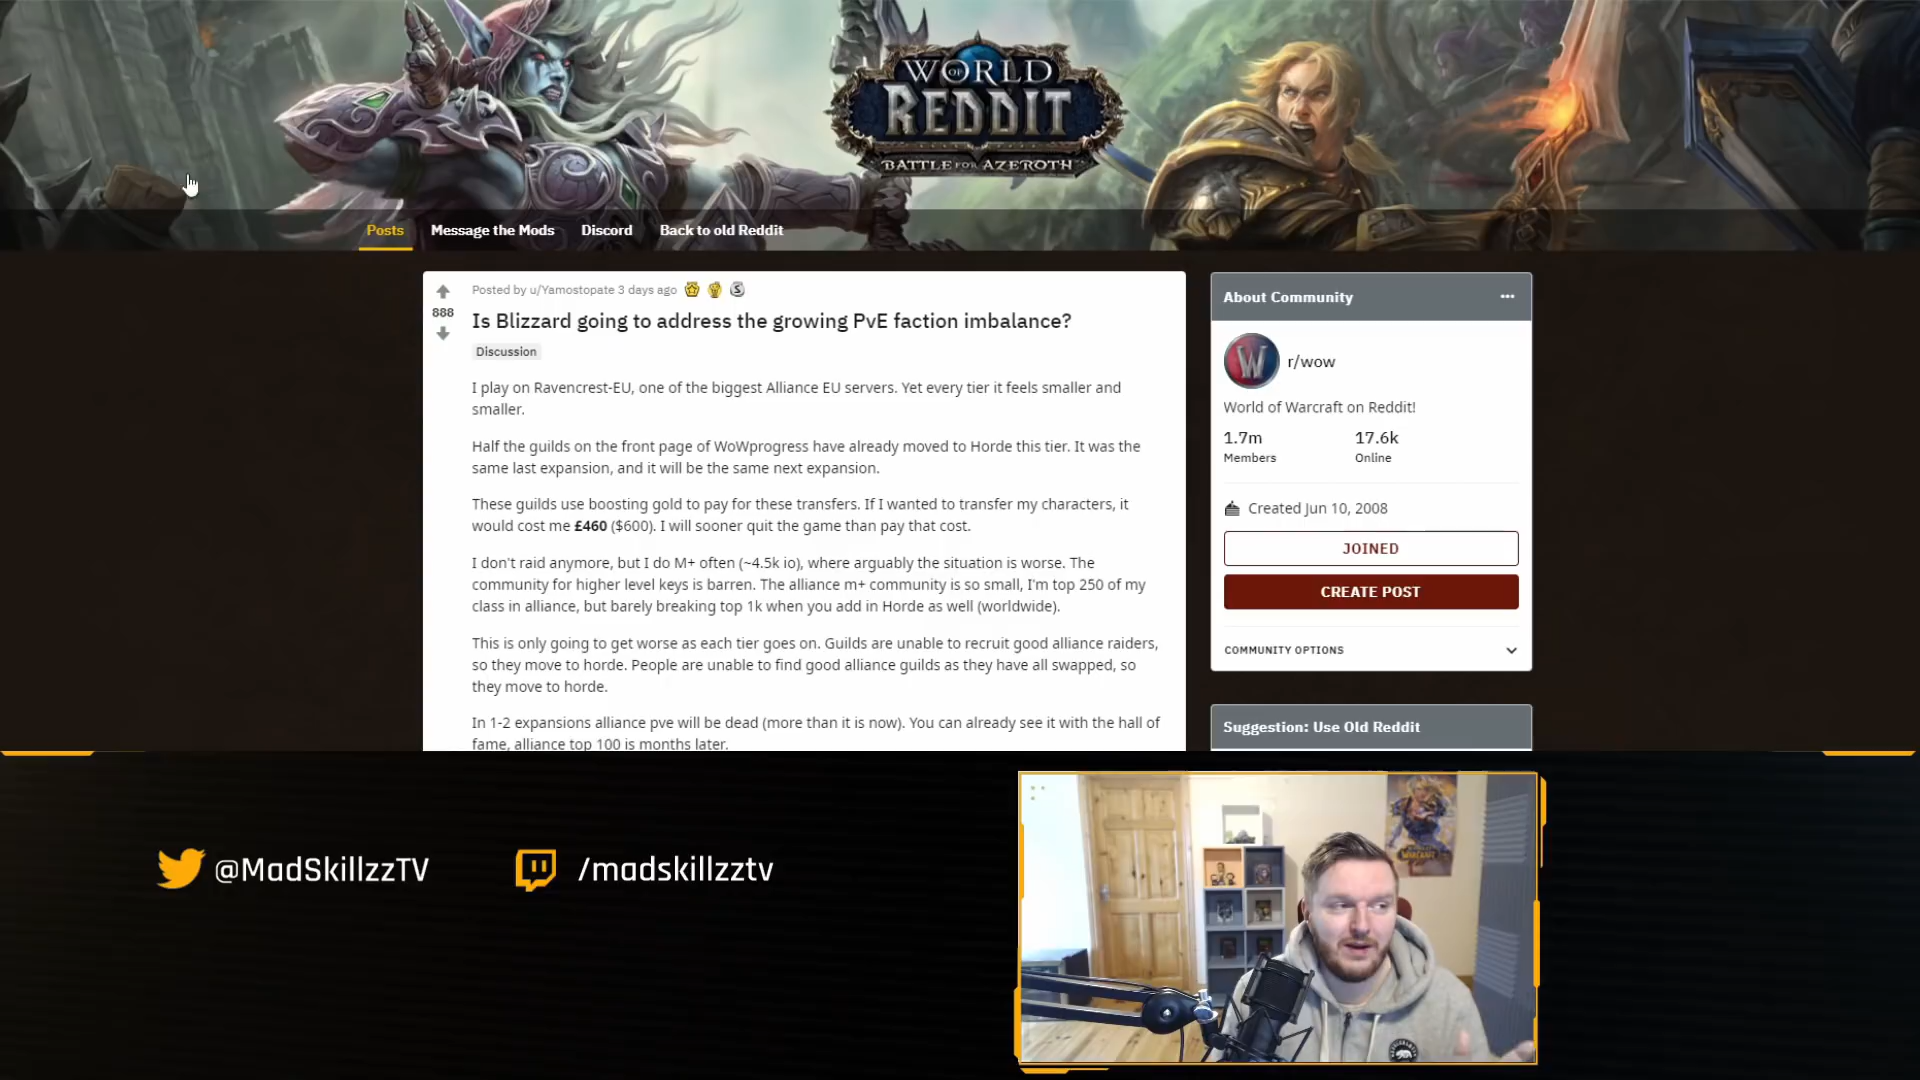 WORLD
OF
REDDIT
BATTLE FOR AZEROTH
Posts
Message the Mods
Discord
Back to old Reddit
888
Posted by u/Yamostopate 3 days ago
S
Is Blizzard going to address the growing PvE faction imbalance?
Discussion
I play on Ravencrest-EU, one of the biggest Alliance EU servers. Yet every tier it feels smaller and
smaller.
Half the guilds on the front page of WoWprogress have already moved to Horde this tier. It was the
same last expansion, and it will be the same next expansion.
These guilds use boosting gold to pay for these transfers. If I wanted to transfer my characters, it
would cost me £460 ($600). I will sooner quit the game than pay that cost.
I don't raid anymore, but I do M+ often (~4.5k io), where arguably the situation is worse. The
community for higher level keys is barren. The alliance m+ community is so small, I'm top 250 of my
class in alliance, but barely breaking top 1k when you add in Horde as well (worldwide).
This is only going to get worse as each tier goes on. Guilds are unable to recruit good alliance raiders,
so they move to horde. People are unable to find good alliance guilds as they have all swapped, so
they move to horde.
In 1-2 expansions alliance pve will be dead (more than it is now). You can already see it with the hall of
fame, alliance top 100 is months later.
About Community
W
r/wow
World of Warcraft on Reddit!
1.7m
17.6k
Members
Online
Created Jun 10, 2008
JOINED
CREATE POST
COMMUNITY OPTIONS
Suggestion: Use Old Reddit
@MadSkillzzTV
/madskillzztv